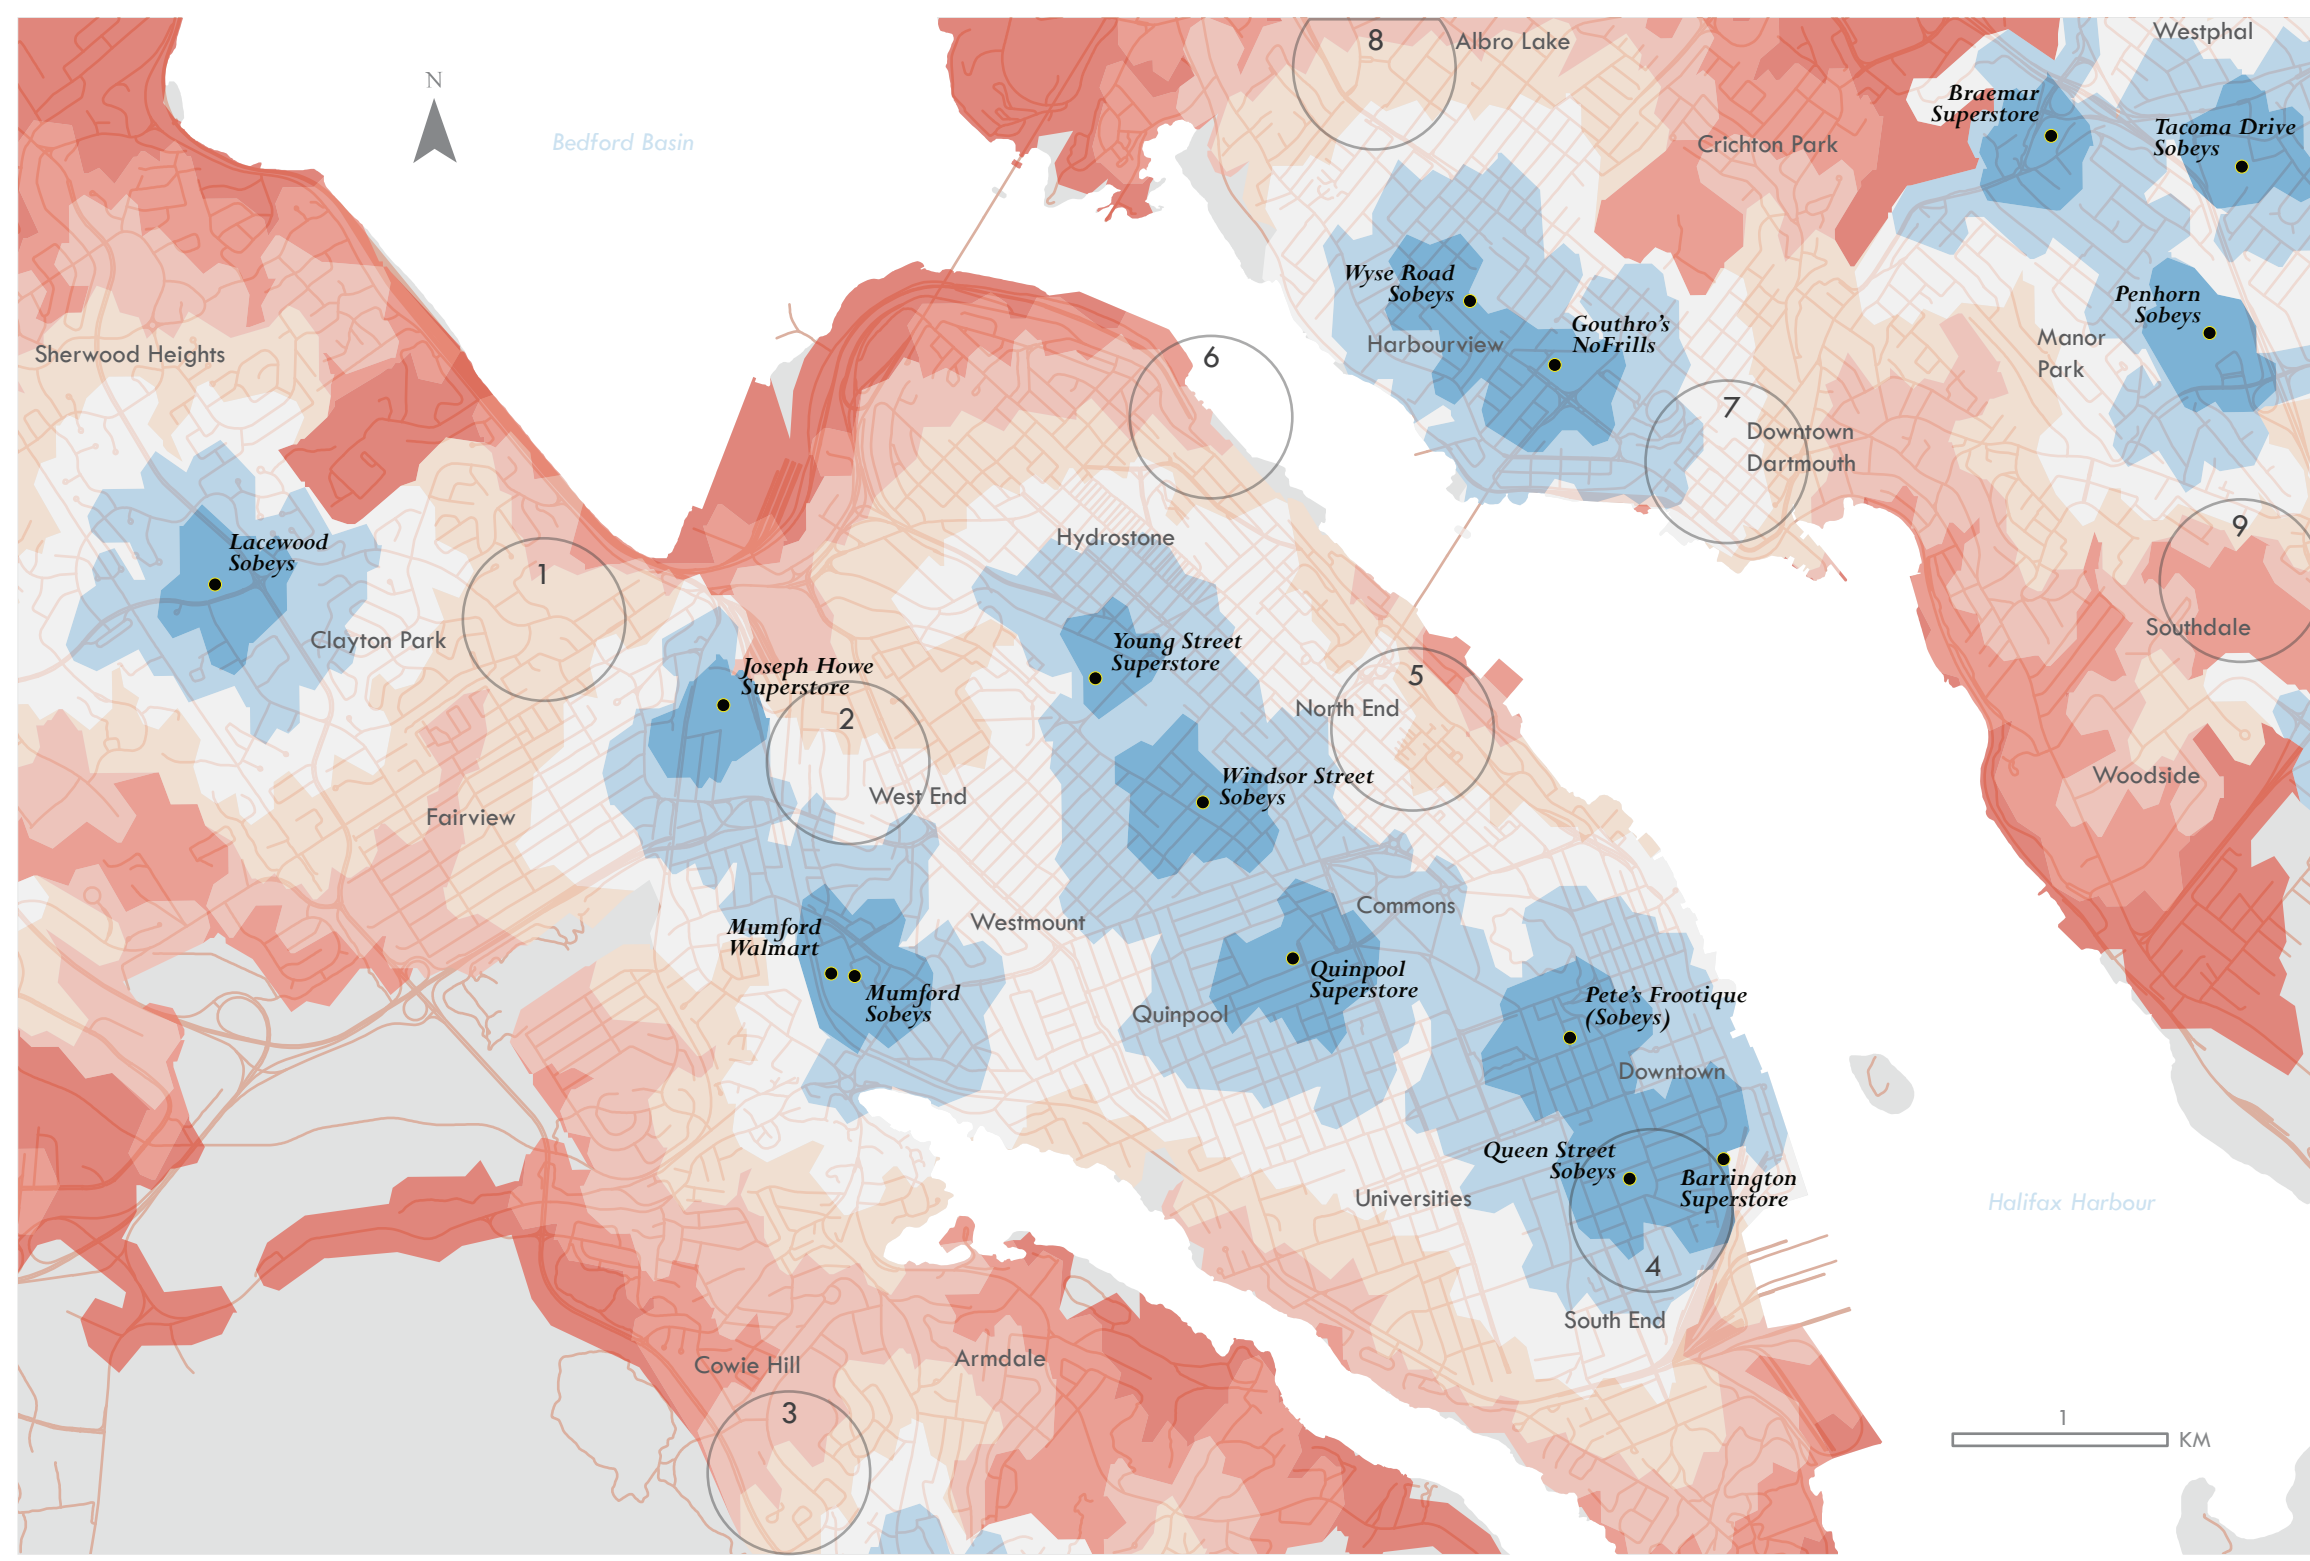 8
Albro Lake
Westphal
N
Bedford Basin
Braemar
Superstore
Crichton Park
Tacoma Drive
Sobeys
Wyse Road
Sobeys
Penhorn
Sobeys
Gouthro's
NoFrills
Harbourview
Manor
Park
Sherwood Heights
6
7
Downtown
Dartmouth
9
Hydrostone
Lacewood
Sobeys
1
Clayton Park
Young Street
Superstore
Southdale
Joseph Howe
Superstore
2
5
North End
Windsor Street
Sobeys
West End
Woodside
Fairview
Commons
Westmount
Mumford
Walmart
Mumford
Sobeys
Quinpool
Superstore
Quinpool
Pete's Frootique
(Sobeys)
Downtown
Queen Street
Sobeys
Barrington
Superstore
Universities
Halifax Harbour
4
South End
Cowie Hill
Armdale
3
1
KM